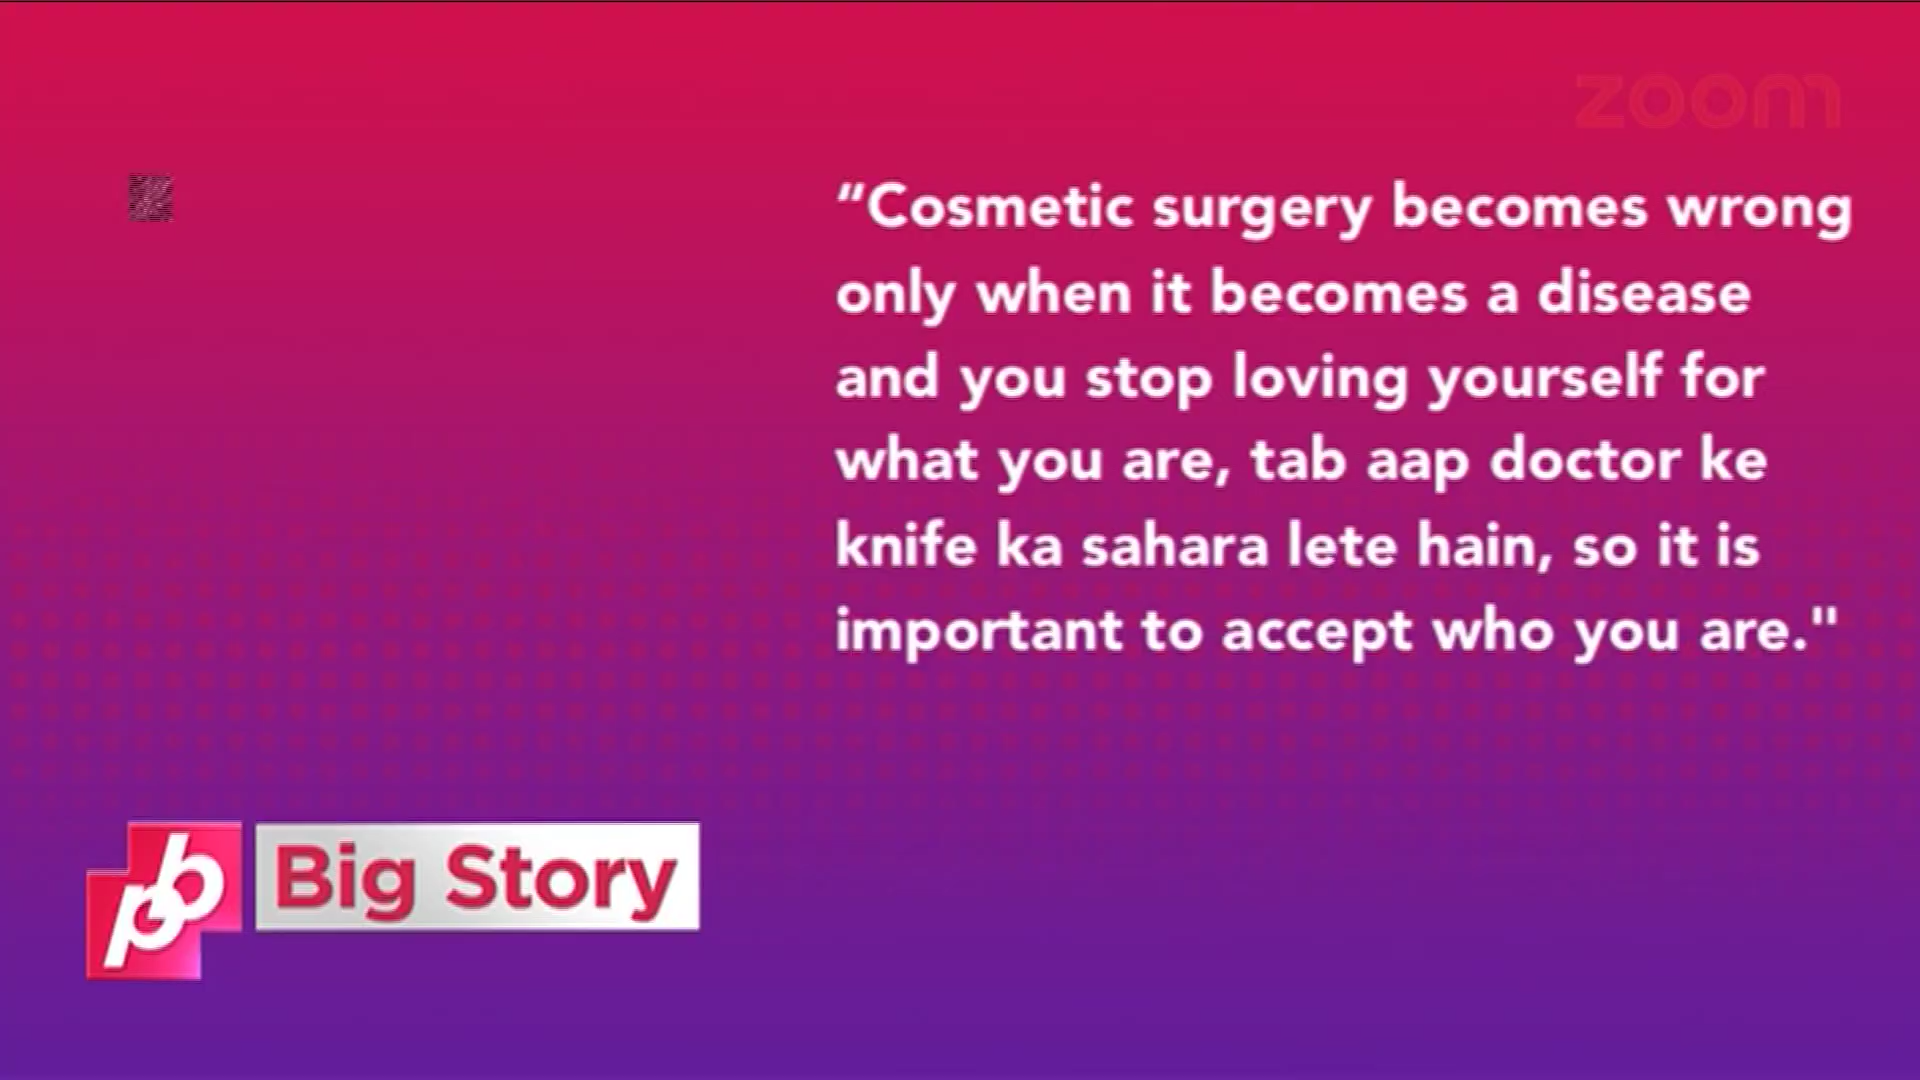 zoom
“Cosmetic surgery becomes wrong
only when it becomes a disease
and you stop loving yourself for
what you are, tab aap doctor ke
knife ka sahara lete hain, so it is
important to accept who you are."
pb
Big Story